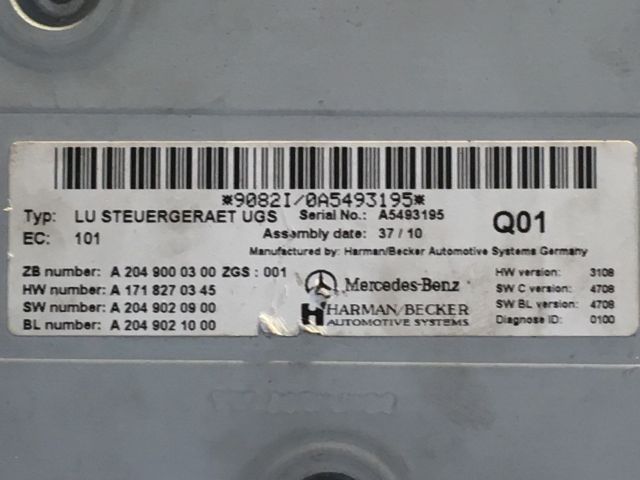 *9082I/0A5493195*
Typ: LU STEUERGERAET UGS Serial No.: A5493195 Q01
EC: 101 Assembly date: 37/10
Manufactured by: Harman/Becker Automotive Systems Germany
ZB number: A 204 900 03 00 ZGS : 001
HW number: A 171 827 03 45
SW number: A 204 902 09 00
BL number: A 204 902 10 00
Mercedes-Benz
HARMAN/BECKER
AUTOMOTIVE SYSTEMS
HW version: 3108
SW C version: 4708
SW BL version: 4708
Diagnose ID: 0100